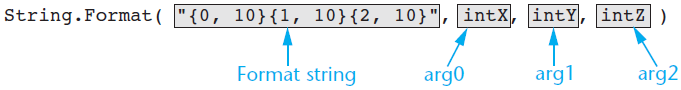 String.Format( "{0, 10}{1, 10}{2, 10}", intX, intY, intZ )
Format string arg0 arg1 arg2